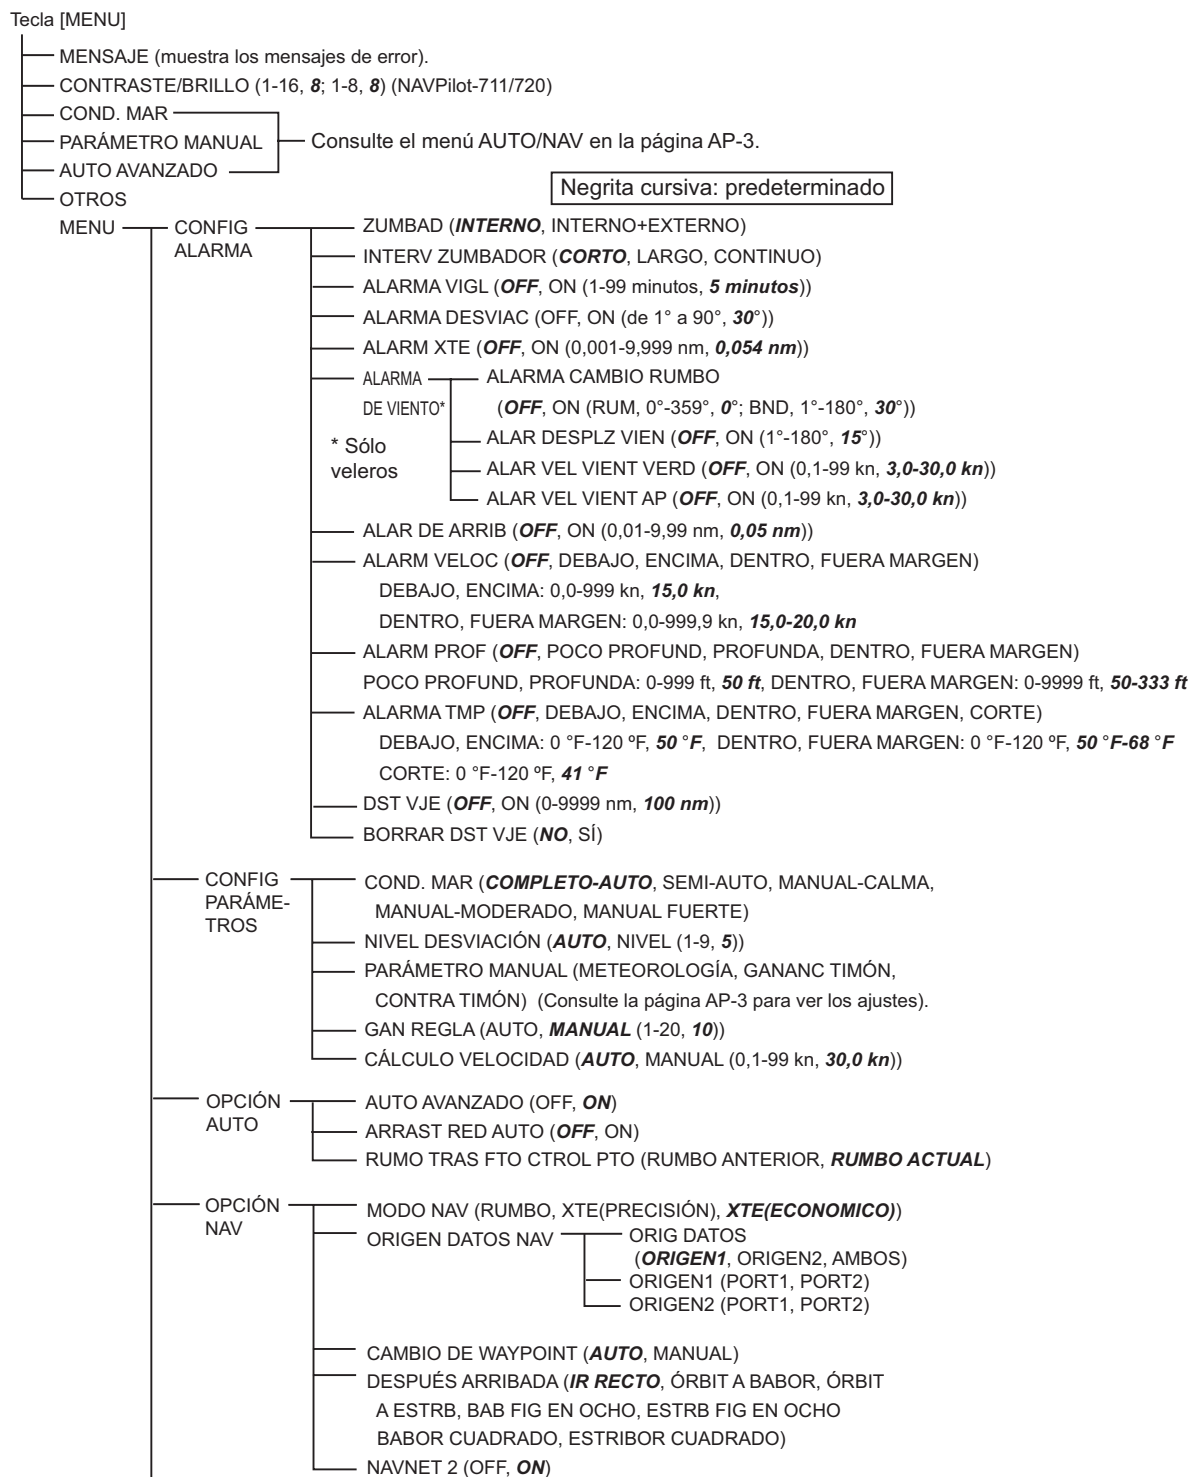 Tecla [MENU]
MENSAJE (muestra los mensajes de error).
CONTRASTE/BRILLO (1-16, 8; 1-8, 8) (NAVPilot-711/720)
COND. MAR
PARÁMETRO MANUAL
Consulte el menú AUTO/NAV en la página AP-3.
AUTO AVANZADO
OTROS
Negrita cursiva: predeterminado
MENU
CONFIG
ALARMA
ZUMBAD (INTERNO, INTERNO+EXTERNO)
INTERV ZUMBADOR (CORTO, LARGO, CONTINUO)
ALARMA VIGL (OFF, ON (1-99 minutos, 5 minutos))
ALARMA DESVIAC (OFF, ON (de 1° a 90°, 30°))
ALARM XTE (OFF, ON (0,001-9,999 nm, 0,054 nm))
ALARMA
DE VIENTO*
* Sólo
veleros
ALARMA CAMBIO RUMBO
(OFF, ON (RUM, 0°-359°, 0°; BND, 1°-180°, 30°))
ALAR DESPLZ VIEN (OFF, ON (1°-180°, 15°))
ALAR VEL VIENT VERD (OFF, ON (0,1-99 kn, 3,0-30,0 kn))
ALAR VEL VIENT AP (OFF, ON (0,1-99 kn, 3,0-30,0 kn))
ALAR DE ARRIB (OFF, ON (0,01-9,99 nm, 0,05 nm))
ALARM VELOC (OFF, DEBAJO, ENCIMA, DENTRO, FUERA MARGEN)
DEBAJO, ENCIMA: 0,0-999 kn, 15,0 kn,
DENTRO, FUERA MARGEN: 0,0-999,9 kn, 15,0-20,0 kn
ALARM PROF (OFF, POCO PROFUND, PROFUNDA, DENTRO, FUERA MARGEN)
POCO PROFUND, PROFUNDA: 0-999 ft, 50 ft, DENTRO, FUERA MARGEN: 0-9999 ft, 50-333 ft
ALARMA TMP (OFF, DEBAJO, ENCIMA, DENTRO, FUERA MARGEN, CORTE)
DEBAJO, ENCIMA: 0 °F-120 ºF, 50 °F, DENTRO, FUERA MARGEN: 0 °F-120 ºF, 50 °F-68 °F
CORTE: 0 °F-120 ºF, 41 °F
DST VJE (OFF, ON (0-9999 nm, 100 nm))
BORRAR DST VJE (NO, SÍ)
CONFIG
PARÁME-
TROS
COND. MAR (COMPLETO-AUTO, SEMI-AUTO, MANUAL-CALMA,
MANUAL-MODERADO, MANUAL FUERTE)
NIVEL DESVIACIÓN (AUTO, NIVEL (1-9, 5))
PARÁMETRO MANUAL (METEOROLOGÍA, GANANC TIMÓN,
CONTRA TIMÓN) (Consulte la página AP-3 para ver los ajustes).
GAN REGLA (AUTO, MANUAL (1-20, 10))
CÁLCULO VELOCIDAD (AUTO, MANUAL (0,1-99 kn, 30,0 kn))
OPCIÓN
AUTO
AUTO AVANZADO (OFF, ON)
ARRAST RED AUTO (OFF, ON)
RUMO TRAS FTO CTROL PTO (RUMBO ANTERIOR, RUMBO ACTUAL)
OPCIÓN
NAV
MODO NAV (RUMBO, XTE(PRECISIÓN), XTE(ECONOMICO))
ORIGEN DATOS NAV
ORIG DATOS
(ORIGEN1, ORIGEN2, AMBOS)
ORIGEN1 (PORT1, PORT2)
ORIGEN2 (PORT1, PORT2)
CAMBIO DE WAYPOINT (AUTO, MANUAL)
DESPUÉS ARRIBADA (IR RECTO, ÓRBIT A BABOR, ÓRBIT
A ESTRB, BAB FIG EN OCHO, ESTRB FIG EN OCHO
BABOR CUADRADO, ESTRIBOR CUADRADO)
NAVNET 2 (OFF, ON)